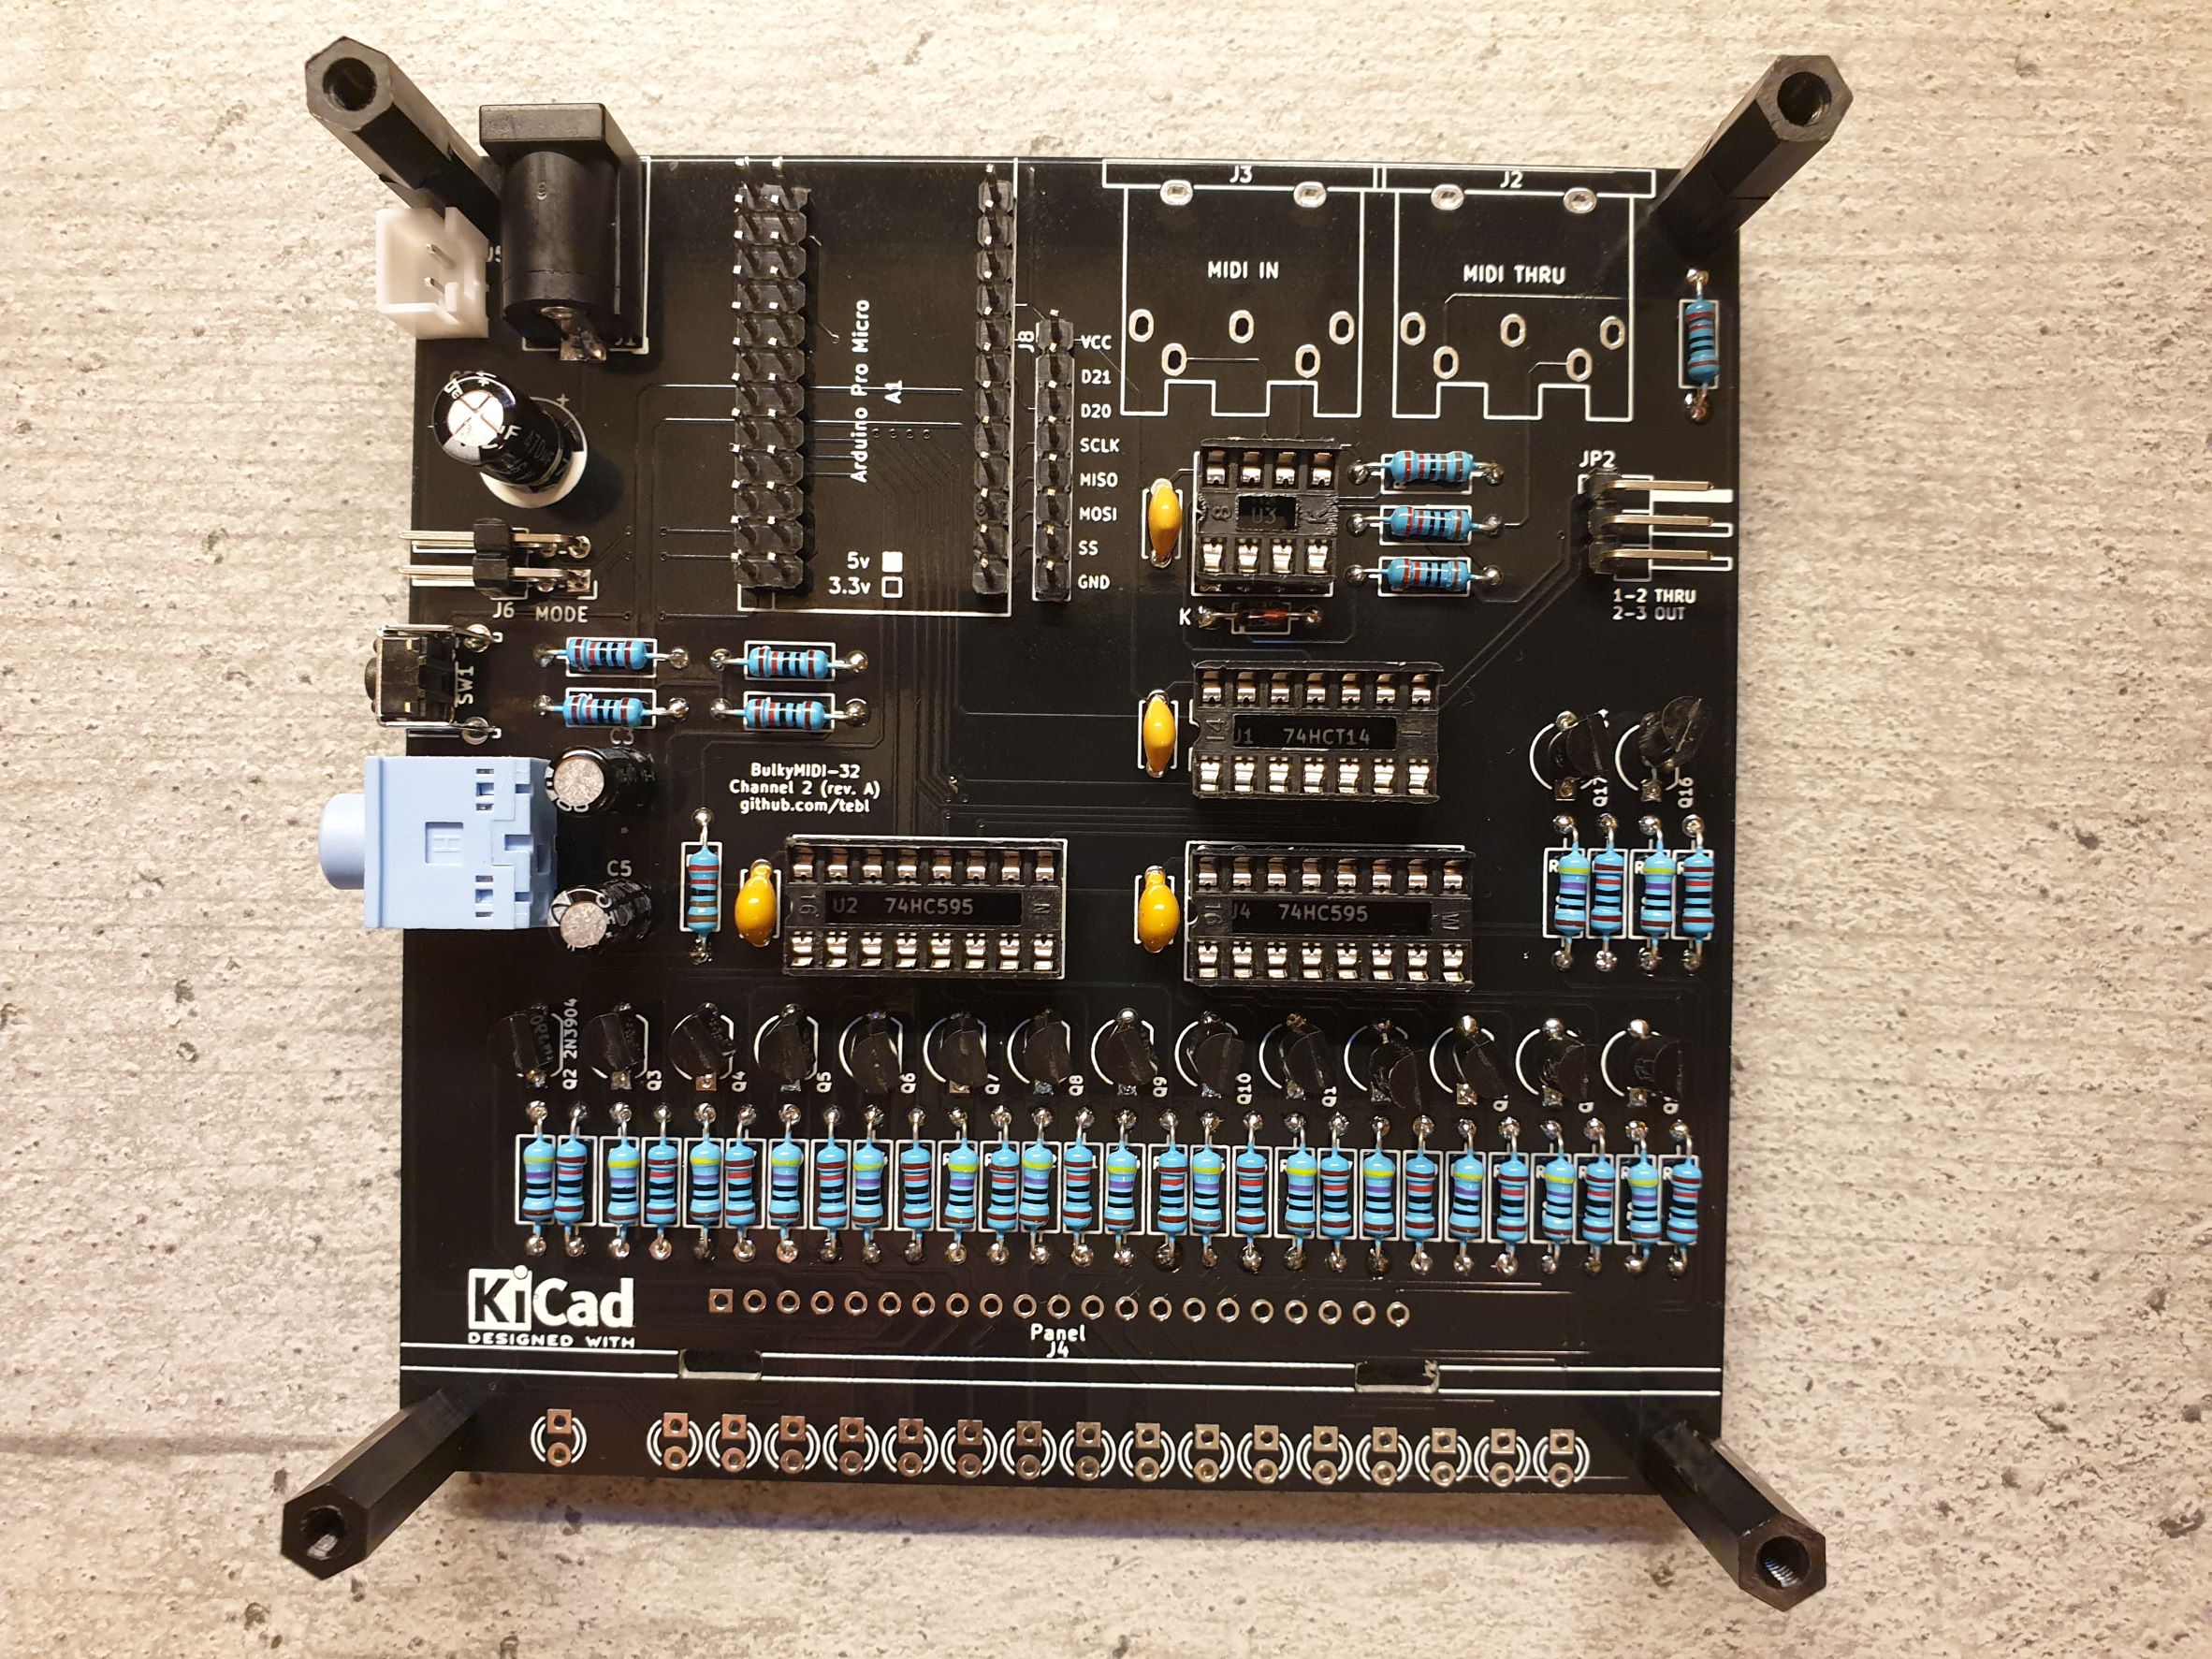 J3
J2
MIDI IN
MIDI THRU
J5
J1
J8
VCC
D21
D20
SCLK
MISO
MOSI
SS
GND
Arduino Pro Micro
A1
5v
3.3v
U3
K
JP2
1-2 THRU
2-3 OUT
J6 MODE
SW1
C3
C5
BulkyMIDI-32
Channel 2 (rev. A)
github.com/tebl
74HCT14
U2 74HC595
74HC595
Q17
Q16
Q2 2N3904
Q3
Q4
Q5
Q6
Q7
Q8
Q9
Q10
KiCad
DESIGNED WITH
Panel
J4